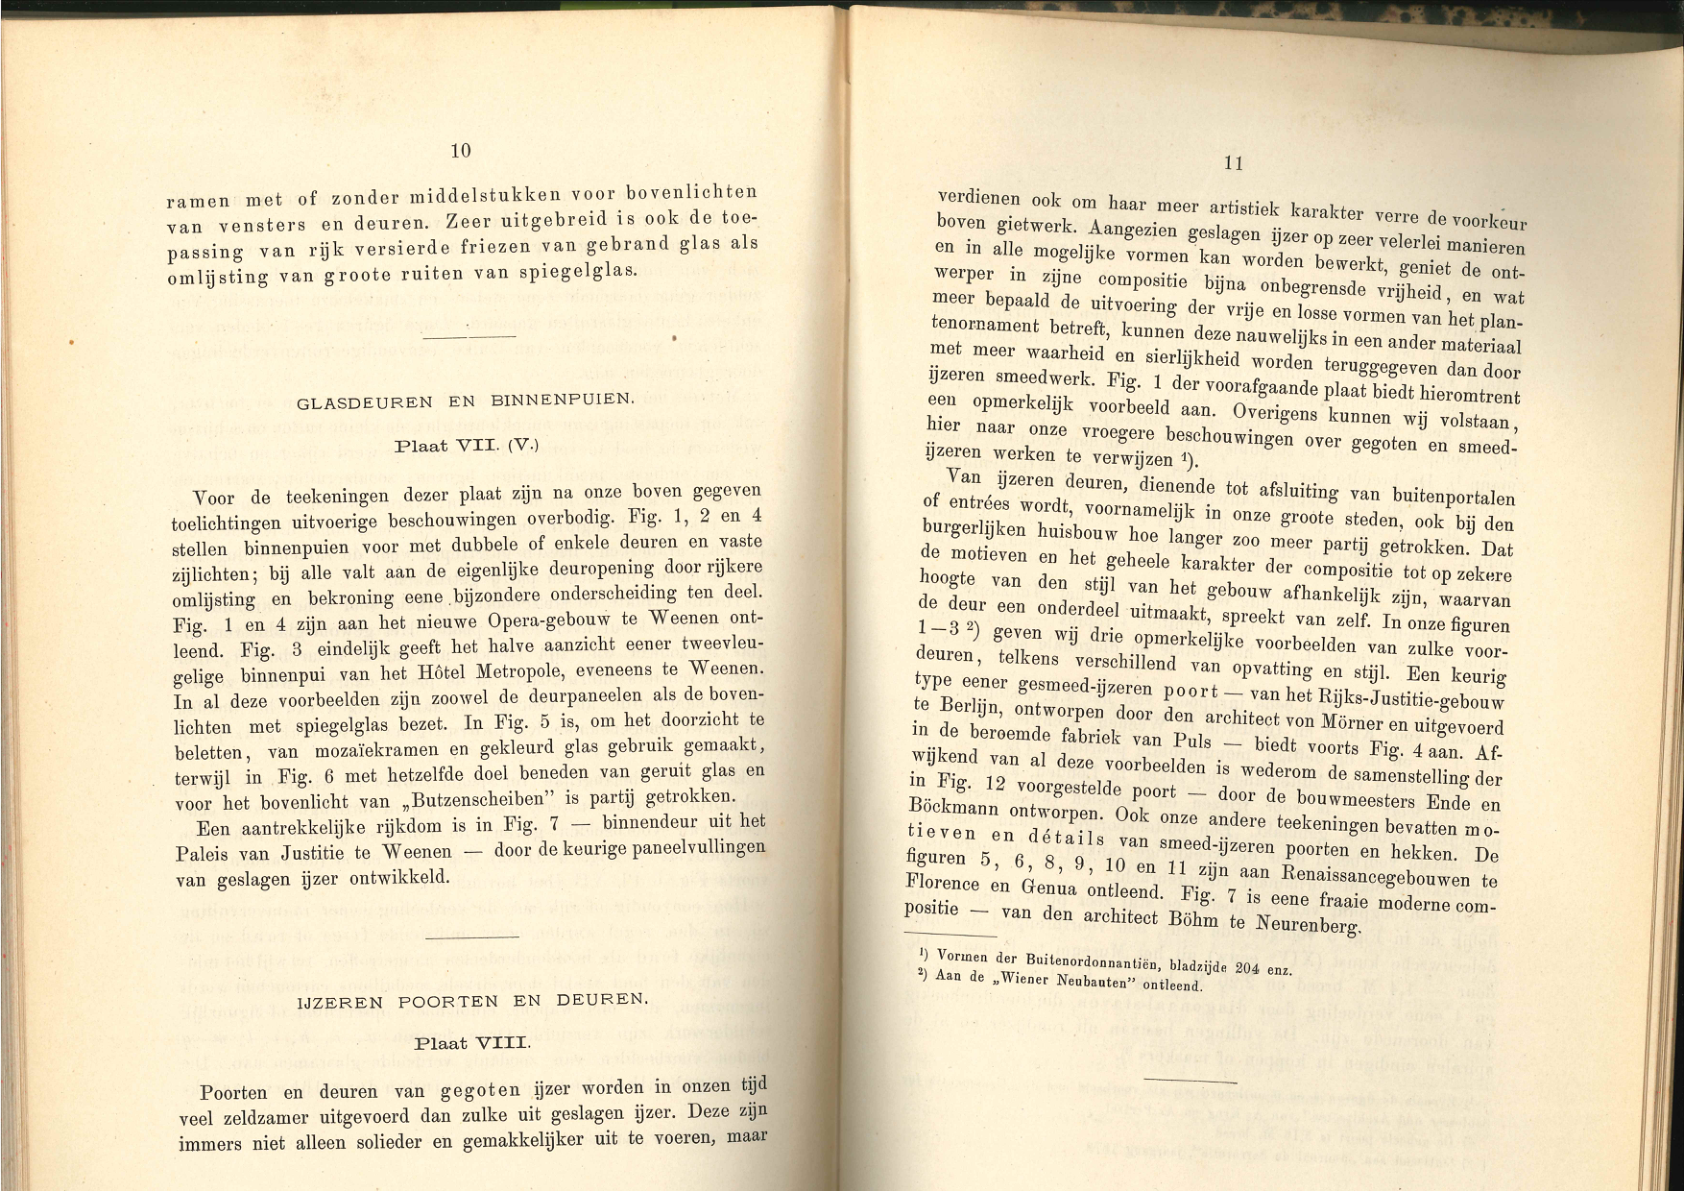 10
ramen met of zonder middelstukken voor bovenlichten
van vensters en deuren. Zeer uitgebreid is ook de toe-
passing van rijk versierde friezen van gebrand glas als
omlijsting van groote ruiten van spiegelglas.
GLASDEUREN EN BINNENPUIEN.
Plaat VII. (V.)
Voor de teekeningen dezer plaat zijn na onze boven gegeven
toelichtingen uitvoerige beschouwingen overbodig. Fig. 1, 2 en 4
stellen binnenpuien voor met dubbele of enkele deuren en vaste
zijlichten; bij alle valt aan de eigenlijke deuropening door rijkere
omlijsting en bekroning eene bijzondere onderscheiding ten deel.
Fig. 1 en 4 zijn aan het nieuwe Opera-gebouw te Weenen ont-
leend. Fig. 3 eindelijk geeft het halve aanzicht eener tweevleu-
gelige binnenpui van het Hôtel Metropole, eveneens te Weenen.
In al deze voorbeelden zijn zoowel de deurpaneelen als de boven-
lichten met spiegelglas bezet. In Fig. 5 is, om het doorzicht te
beletten, van mozaïekramen en gekleurd glas gebruik gemaakt,
terwijl in Fig. 6 met hetzelfde doel beneden van geruit glas en
voor het bovenlicht van „Butzenscheiben” is partij getrokken.
Een aantrekkelijke rijkdom is in Fig. 7 — binnendeur uit het
Paleis van Justitie te Weenen — door de keurige paneelvullingen
van geslagen ijzer ontwikkeld.
IJZEREN POORTEN EN DEUREN.
Plaat VIII.
Poorten en deuren van gegoten ijzer worden in onzen tijd
veel zeldzamer uitgevoerd dan zulke uit geslagen ijzer. Deze zijn
immers niet alleen solieder en gemakkelijker uit te voeren, maar
11
verdienen ook om haar meer artistiek karakter verre de voorkeur
boven gietwerk. Aangezien geslagen ijzer op zeer velerlei manieren
en in alle mogelijke vormen kan worden bewerkt, geniet de ont-
werper in zijne compositie bijna onbegrensde vrijheid, en wat
meer bepaald de uitvoering der vrije en losse vormen van het plan-
tenornament betreft, kunnen deze nauwelijks in een ander materiaal
met meer waarheid en sierlijkheid worden teruggegeven dan door
ijzeren smeedwerk. Fig. 1 der voorafgaande plaat biedt hieromtrent
een opmerkelijk voorbeeld aan. Overigens kunnen wij volstaan,
hier naar onze vroegere beschouwingen over gegoten en smeed-
ijzeren werken te verwijzen ¹).
Van ijzeren deuren, dienende tot afsluiting van buitenportalen
of entrées wordt, voornamelijk in onze groote steden, ook bij den
burgerlijken huisbouw hoe langer zoo meer partij getrokken. Dat
de motieven en het geheele karakter der compositie tot op zekere
hoogte van den stijl van het gebouw afhankelijk zijn, waarvan
de deur een onderdeel uitmaakt, spreekt van zelf. In onze figuren
1—3 ²) geven wij drie opmerkelijke voorbeelden van zulke voor-
deuren, telkens verschillend van opvatting en stijl. Een keurig
type eener gesmeed-ijzeren poort — van het Rijks-Justitie-gebouw
te Berlijn, ontworpen door den architect von Mörner en uitgevoerd
in de beroemde fabriek van Puls — biedt voorts Fig. 4 aan. Af-
wijkend van al deze voorbeelden is wederom de samenstelling der
in Fig. 12 voorgestelde poort — door de bouwmeesters Ende en
Böckmann ontworpen. Ook onze andere teekeningen bevatten mo-
tieven en détails van smeed-ijzeren poorten en hekken. De
figuren 5, 6, 8, 9, 10 en 11 zijn aan Renaissancegebouwen te
Florence en Genua ontleend. Fig. 7 is eene fraaie moderne com-
positie — van den architect Böhm te Neurenberg.
¹) Vormen der Buitenordonnantiën, bladzijde 204 enz.
²) Aan de „Wiener Neubauten” ontleend.